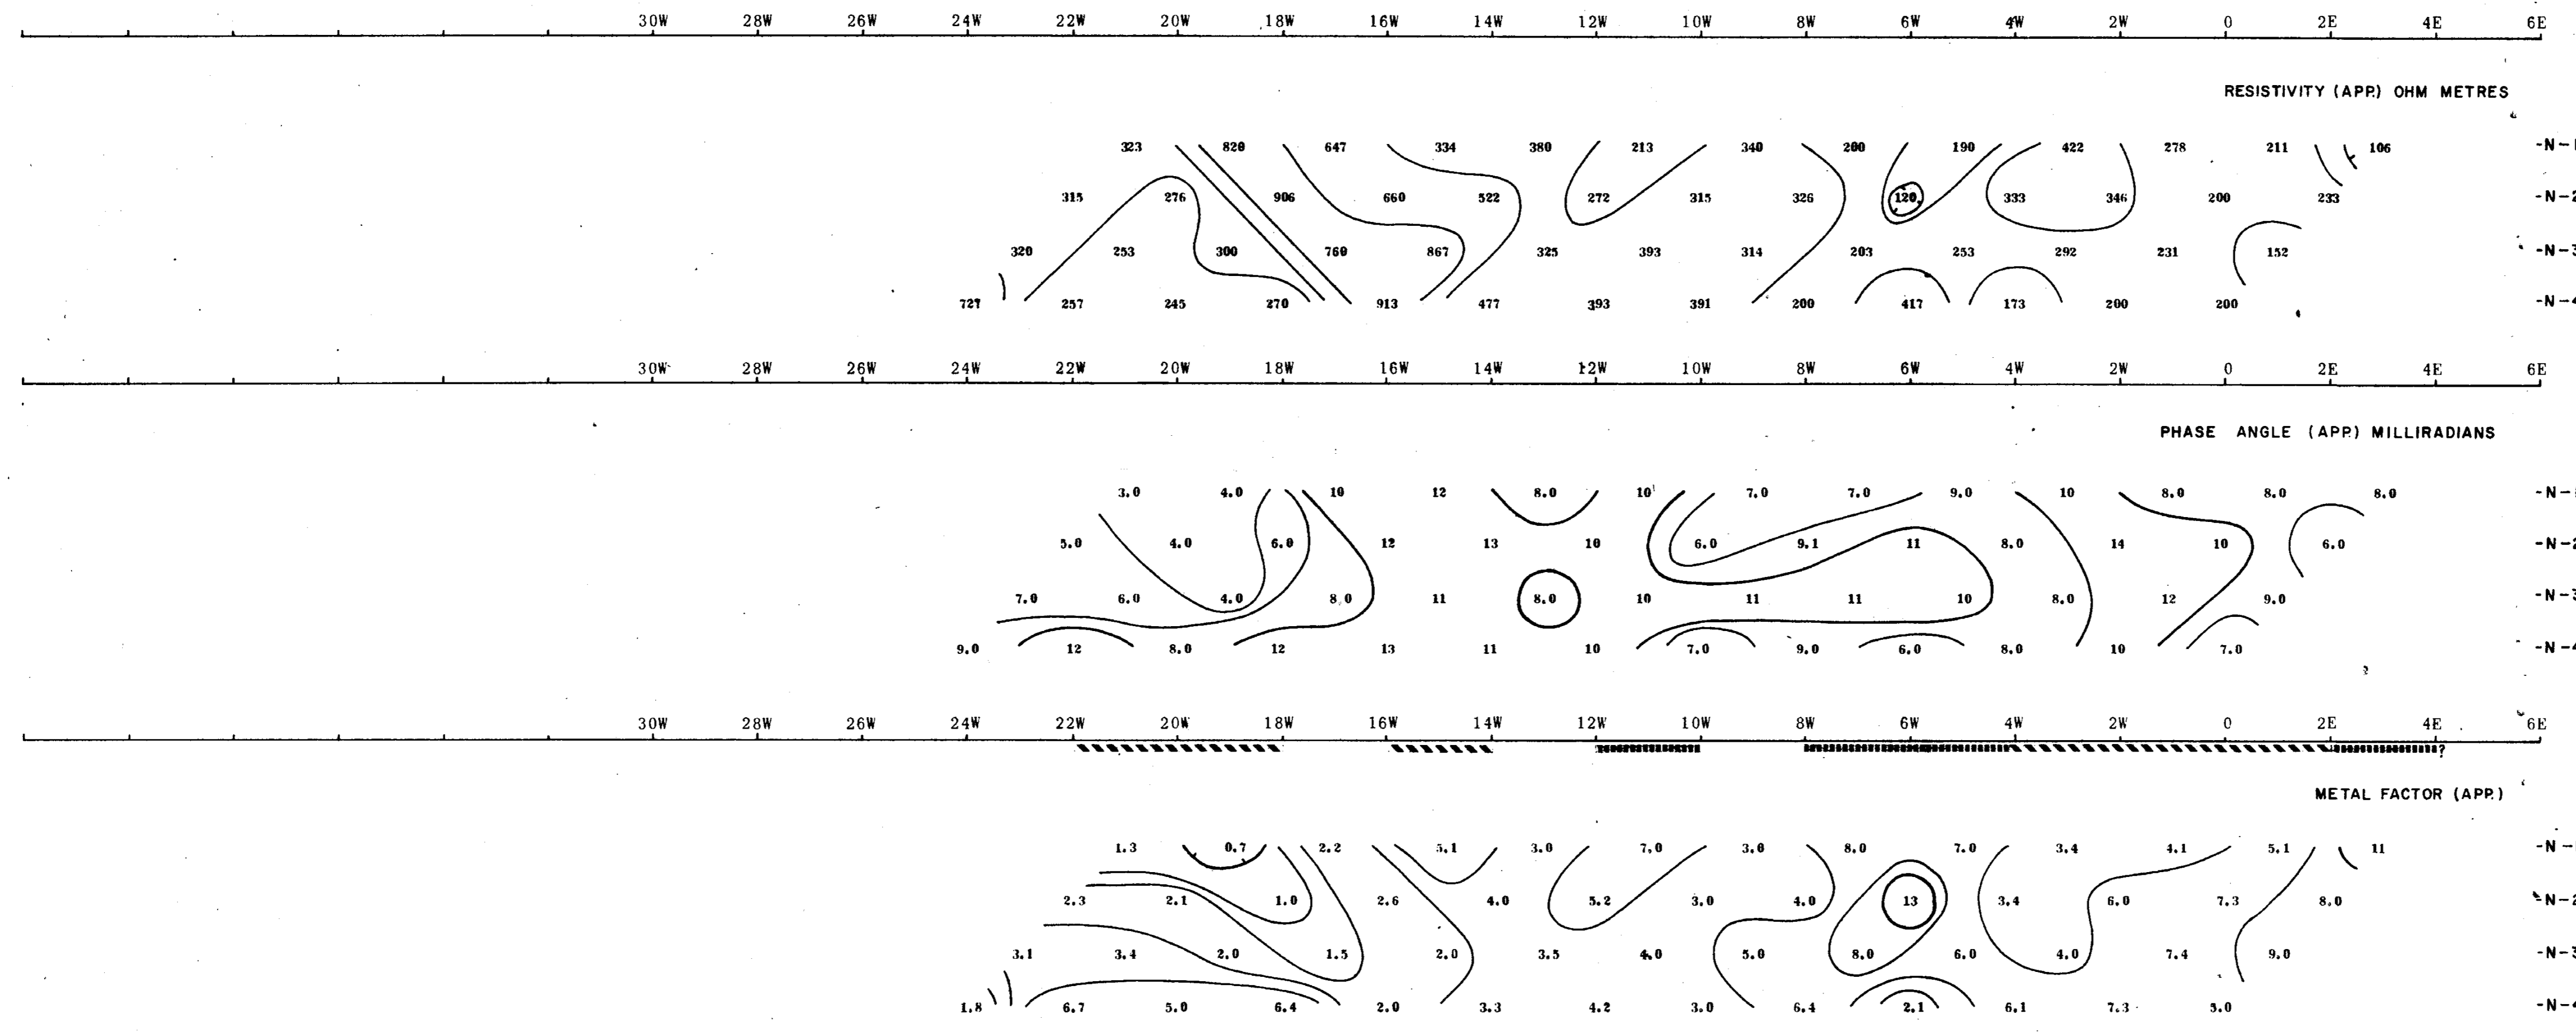 30W 28W 26W 24W 22W 20W 18W 16W 14W 12W 10W 8W 6W 4W 2W 0 2E 4E 6E
RESISTIVITY (APP.) OHM METRES
323 820 647 334 380 213 340 200 190 422 278 211 106 -N-
315 276 906 660 522 272 315 326 120 333 346 200 233 -N-2
320 253 300 760 867 325 393 314 203 253 292 231 152 -N-3
727 257 245 270 913 477 393 391 200 417 173 200 200 -N-4
30W 28W 26W 24W 22W 20W 18W 16W 14W 12W 10W 8W 6W 4W 2W 0 2E 4E 6E
PHASE ANGLE (APP.) MILLIRADIANS
3.0 4.0 10 12 8.0 10 7.0 7.0 9.0 10 8.0 8.0 8.0 -N-
5.0 4.0 6.0 12 13 10 6.0 9.1 11 8.0 14 10 6.0 -N-2
7.0 6.0 4.0 8.0 11 8.0 10 11 11 10 8.0 12 9.0 -N-3
9.0 12 8.0 12 13 11 10 7.0 9.0 6.0 8.0 10 7.0 -N-4
30W 28W 26W 24W 22W 20W 18W 16W 14W 12W 10W 8W 6W 4W 2W 0 2E 4E 6E
?
METAL FACTOR (APP.)
1.3 0.7 2.2 5.1 3.0 7.0 3.0 8.0 7.0 3.4 4.1 5.1 11 -N-
2.3 2.1 1.0 2.6 4.0 5.2 3.0 4.0 13 3.4 6.0 7.3 8.0 -N-2
3.1 3.4 2.0 1.5 2.0 3.5 4.0 5.0 8.0 6.0 4.0 7.4 9.0 -N-3
1.8 6.7 5.0 6.4 2.0 3.3 4.2 3.0 6.4 2.1 6.1 7.3 5.0 -N-4